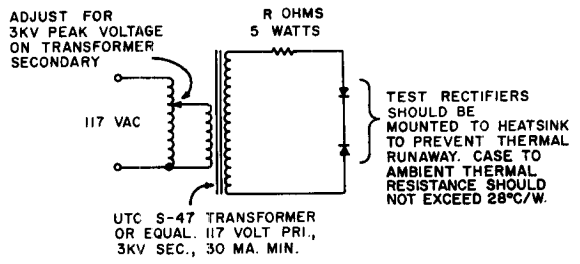 ADJUST FOR
3KV PEAK VOLTAGE
ON TRANSFORMER
SECONDARY
R OHMS
5 WATTS
117 VAC
TEST RECTIFIERS
SHOULD BE
MOUNTED TO HEATSINK
TO PREVENT THERMAL
RUNAWAY. CASE TO
AMBIENT THERMAL
RESISTANCE SHOULD
NOT EXCEED 28°C/W.
UTC S-47 TRANSFORMER
OR EQUAL. 117 VOLT PRI.,
3KV SEC., 30 MA. MIN.